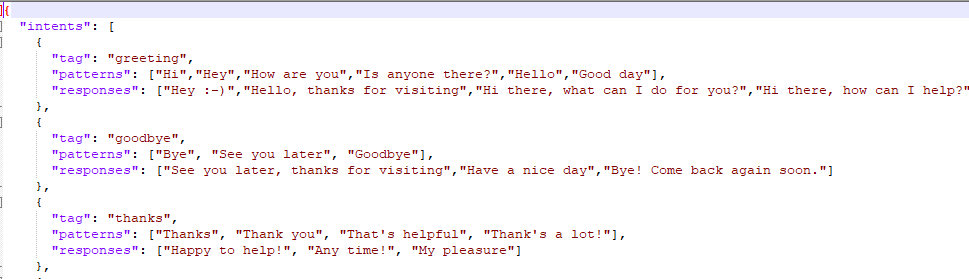 {
"intents": [
{
"tag": "greeting",
"patterns": ["Hi","Hey","How are you","Is anyone there?","Hello","Good day"],
"responses": ["Hey :-)","Hello, thanks for visiting","Hi there, what can I do for you?","Hi there, how can I help?"
},
{
"tag": "goodbye",
"patterns": ["Bye", "See you later", "Goodbye"],
"responses": ["See you later, thanks for visiting","Have a nice day","Bye! Come back again soon."]
},
{
"tag": "thanks",
"patterns": ["Thanks", "Thank you", "That's helpful", "Thank's a lot!"],
"responses": ["Happy to help!", "Any time!", "My pleasure"]
},